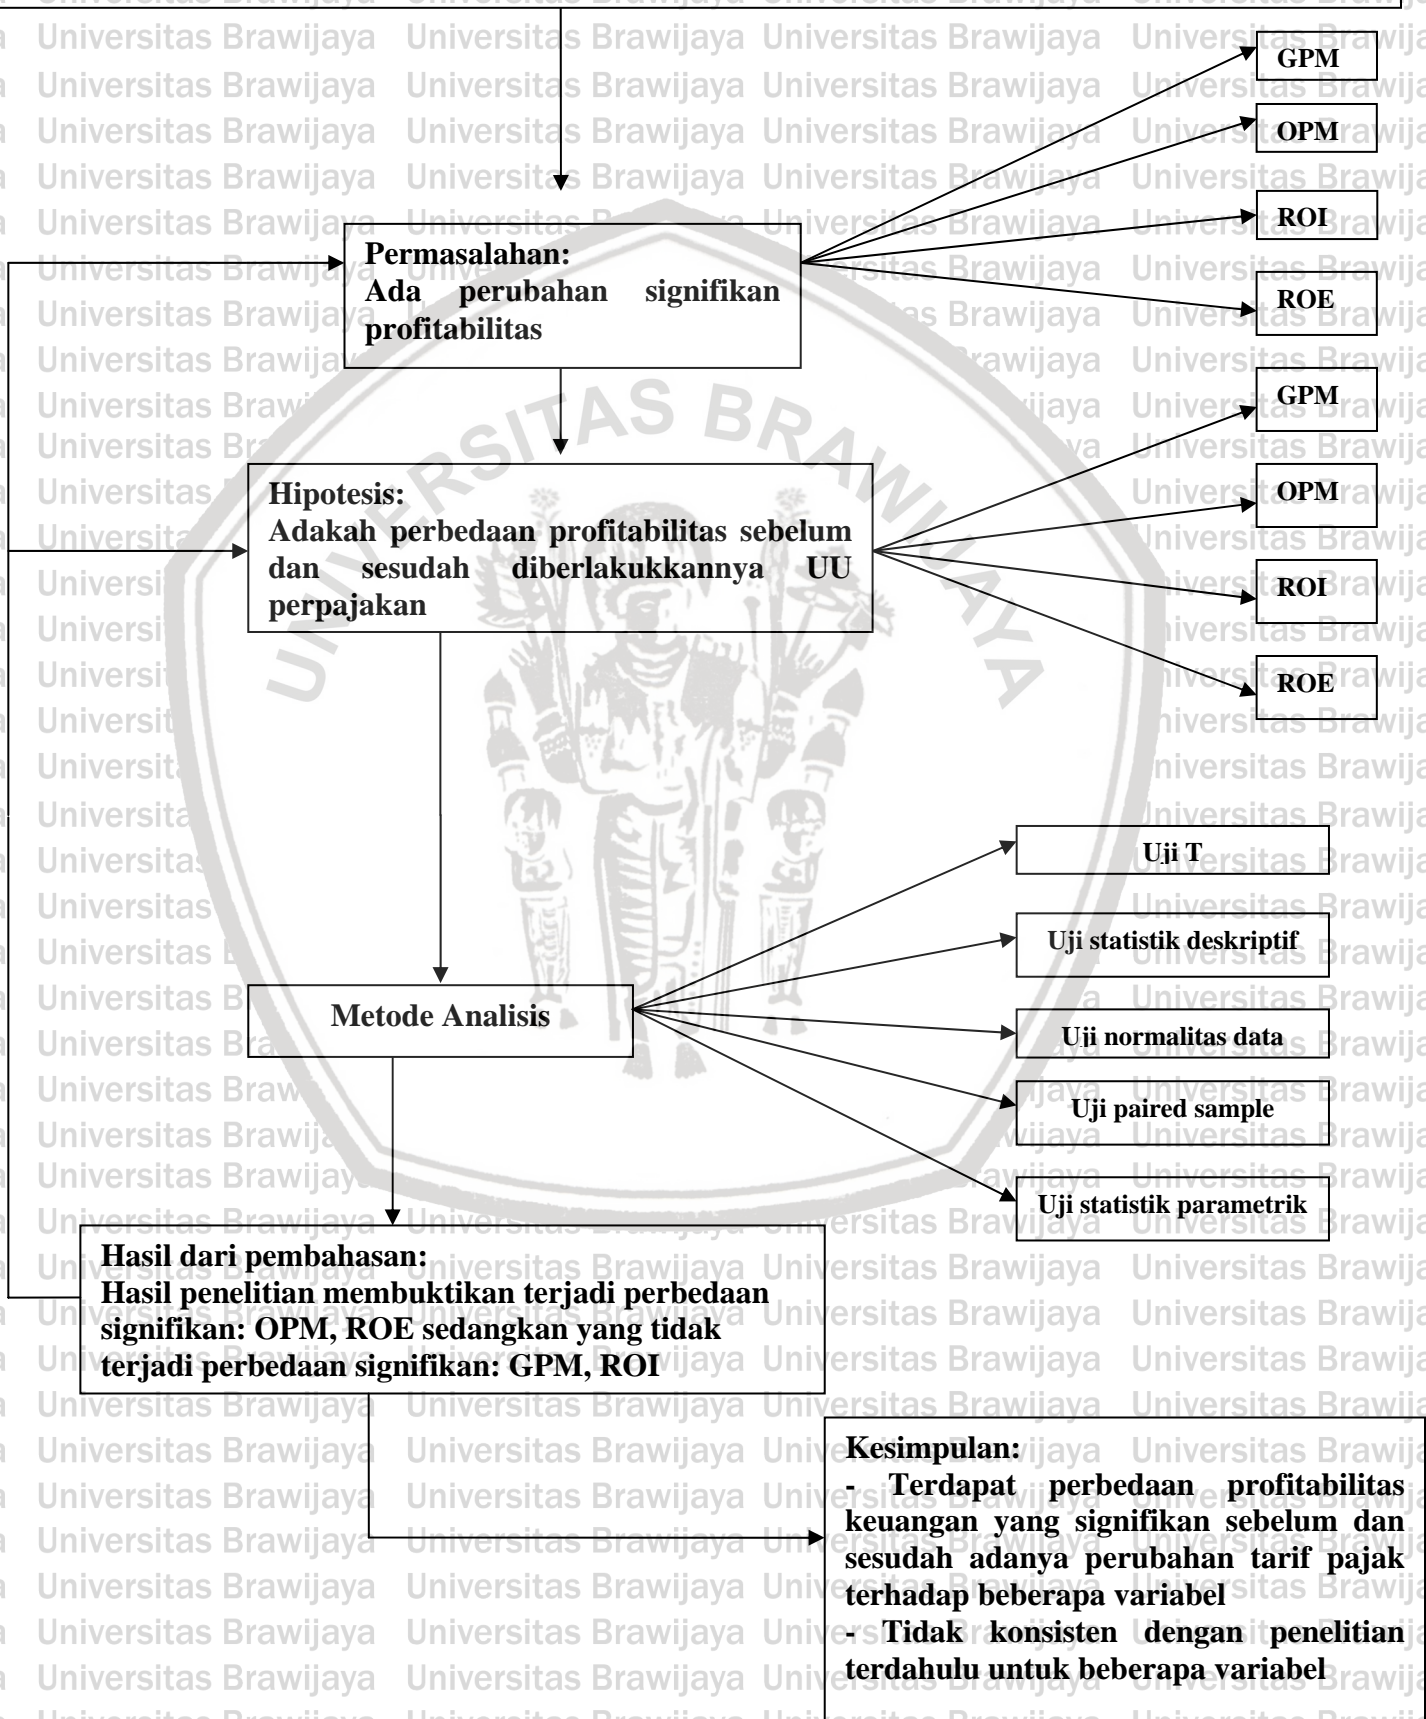 GPM
OPM
ROI
ROE
Permasalahan:
Ada perubahan signifikan
profitabilitas
GPM
OPM
ROI
ROE
Hipotesis:
Adakah perbedaan profitabilitas sebelum
dan sesudah diberlakukkannya UU
perpajakan
Uji T
Uji statistik deskriptif
Uji normalitas data
Uji paired sample
Uji statistik parametrik
Metode Analisis
Hasil dari pembahasan:
Hasil penelitian membuktikan terjadi perbedaan
signifikan: OPM, ROE sedangkan yang tidak
terjadi perbedaan signifikan: GPM, ROI
Kesimpulan:
- Terdapat perbedaan profitabilitas
keuangan yang signifikan sebelum dan
sesudah adanya perubahan tarif pajak
terhadap beberapa variabel
- Tidak konsisten dengan penelitian
terdahulu untuk beberapa variabel
UNIVERSITAS BRAWIJAYA